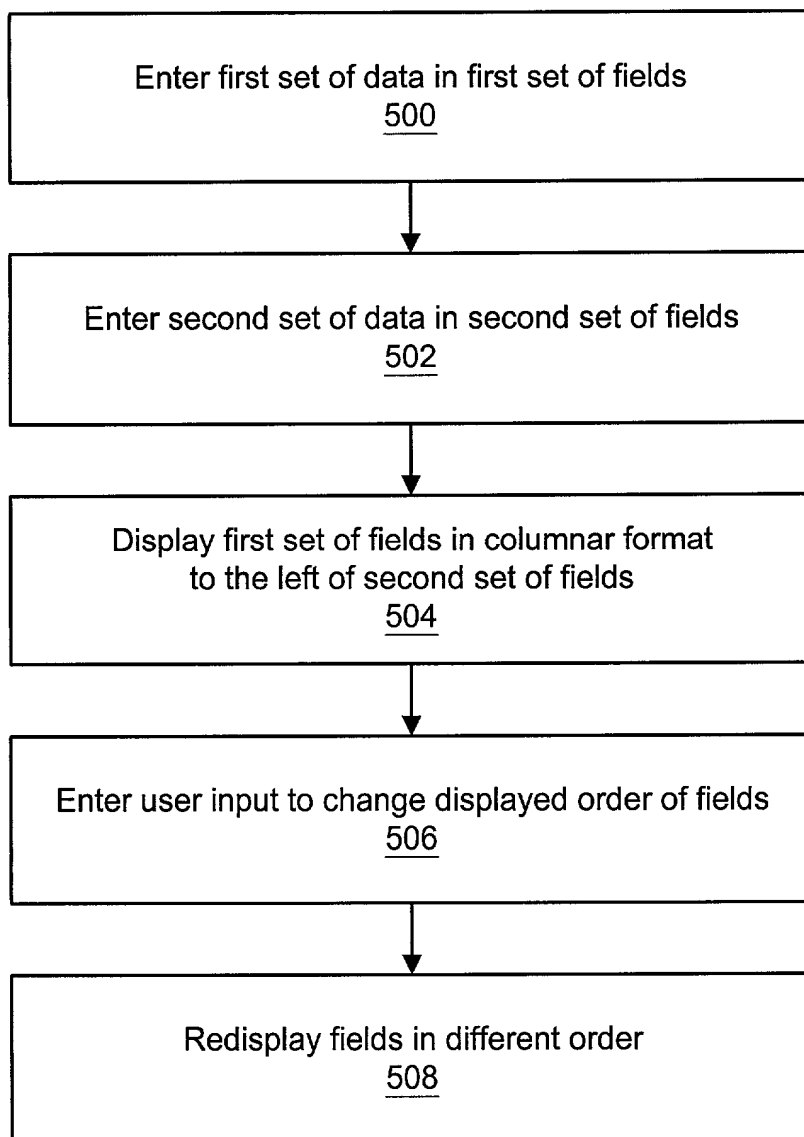 Enter first set of data in first set of fields
500
Enter second set of data in second set of fields
502
Display first set of fields in columnar format
to the left of second set of fields
504
Enter user input to change displayed order of fields
506
Redisplay fields in different order
508